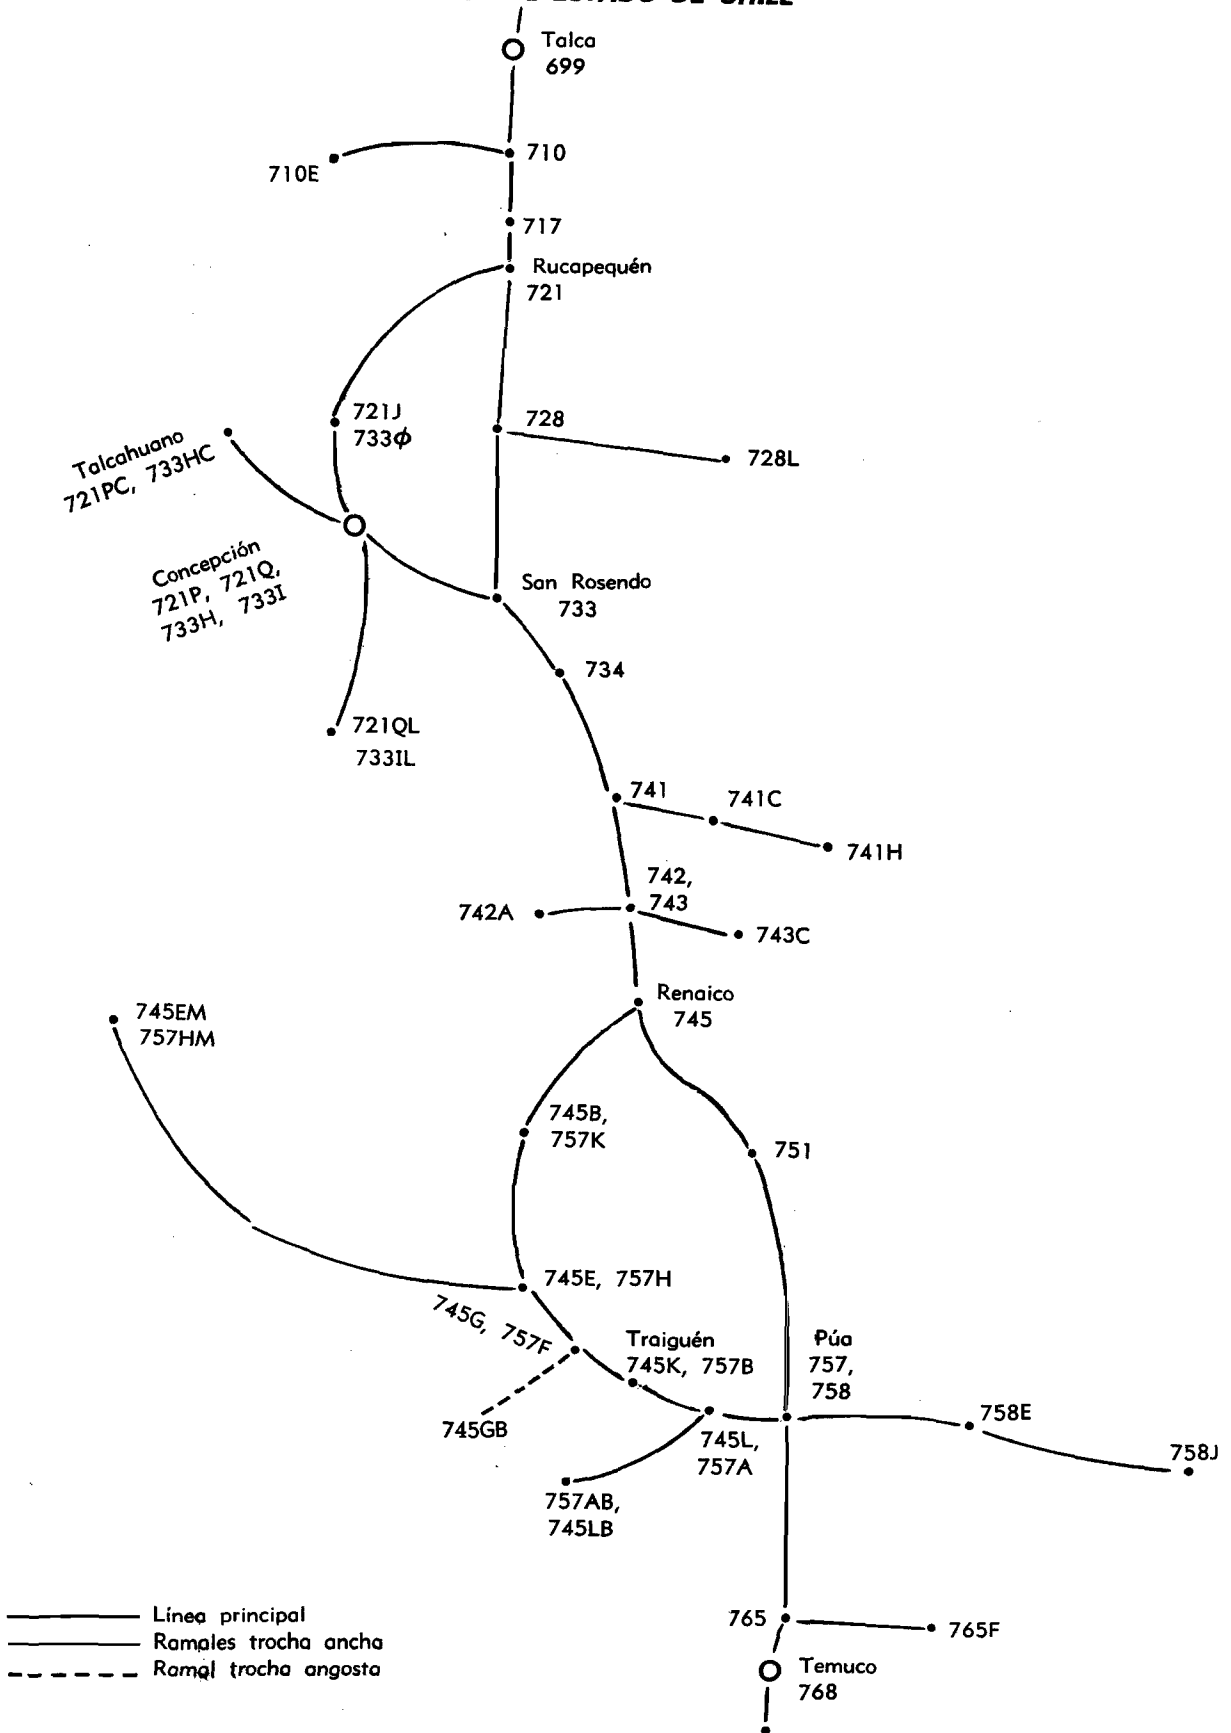 ESTADO DE CHILE
Talca
699
710
710E
717
Rucapequén
721
721J
733ϕ
728
728L
Talcahuano
721PC, 733HC
Concepción
721P, 721Q,
733H, 733I
San Rosendo
733
734
721QL
733IL
741
741C
741H
742,
743
742A
743C
Renaico
745
745EM
757HM
745B,
757K
751
745E, 757H
745G, 757F
Traiguén
745K, 757B
Púa
757,
758
745GB
745L,
757A
758E
758J
757AB,
745LB
765
765F
Temuco
768
Línea principal
Ramales trocha ancha
Ramal trocha angosta